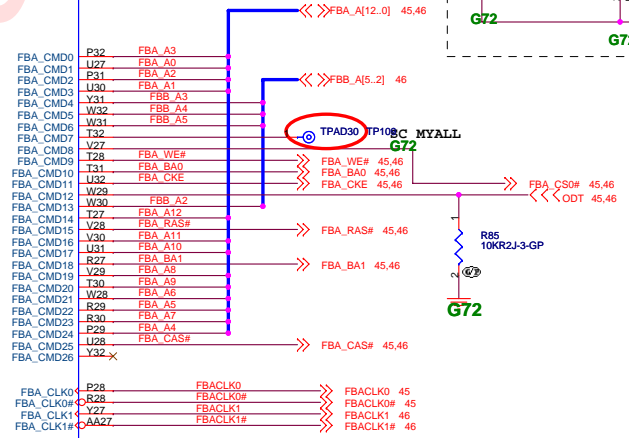 FBA_A[12..0] 45,46
G72
G72
FBA_CMD0 P32 FBA_A3
FBA_CMD1 U27 FBA_A0
FBA_CMD2 P31 FBA_A2
FBA_CMD3 U30 FBA_A1
FBB_A[5..2] 46
FBA_CMD4 Y31 FBB_A3
FBA_CMD5 W32 FBB_A4
FBA_CMD6 W31 FBB_A5
FBA_CMD7 T32 TPAD30
SC MYALL
FBA_CMD8 V27 G72
FBA_CMD9 T28 FBA_WE# FBA_WE# 45,46
FBA_CMD10 T31 FBA_BA0 FBA_BA0 45,46
FBA_CMD11 U32 FBA_CKE FBA_CKE 45,46 FBA_CS0# 45,46
FBA_CMD12 W29 ODT 45,46
FBA_CMD13 W30 FBB_A2
FBA_CMD14 T27 FBA_A12 1
FBA_CMD15 V28 FBA_RAS# FBA_RAS# 45,46 R85
FBA_CMD16 V30 FBA_A11 10KR2J-3-GP
FBA_CMD17 U31 FBA_A10
FBA_CMD18 R27 FBA_BA1 FBA_BA1 45,46
FBA_CMD19 V29 FBA_A8 2
FBA_CMD20 T30 FBA_A9
FBA_CMD21 W28 FBA_A6
FBA_CMD22 R29 FBA_A5 G72
FBA_CMD23 R30 FBA_A7
FBA_CMD24 P29 FBA_A4
FBA_CMD25 U28 FBA_CAS# FBA_CAS# 45,46
FBA_CMD26 Y32
FBA_CLK0 P28 FBACLK0 FBACLK0 45
FBA_CLK0# R28 FBACLK0# FBACLK0# 45
FBA_CLK1 Y27 FBACLK1 FBACLK1 46
FBA_CLK1# AA27 FBACLK1# FBACLK1# 46